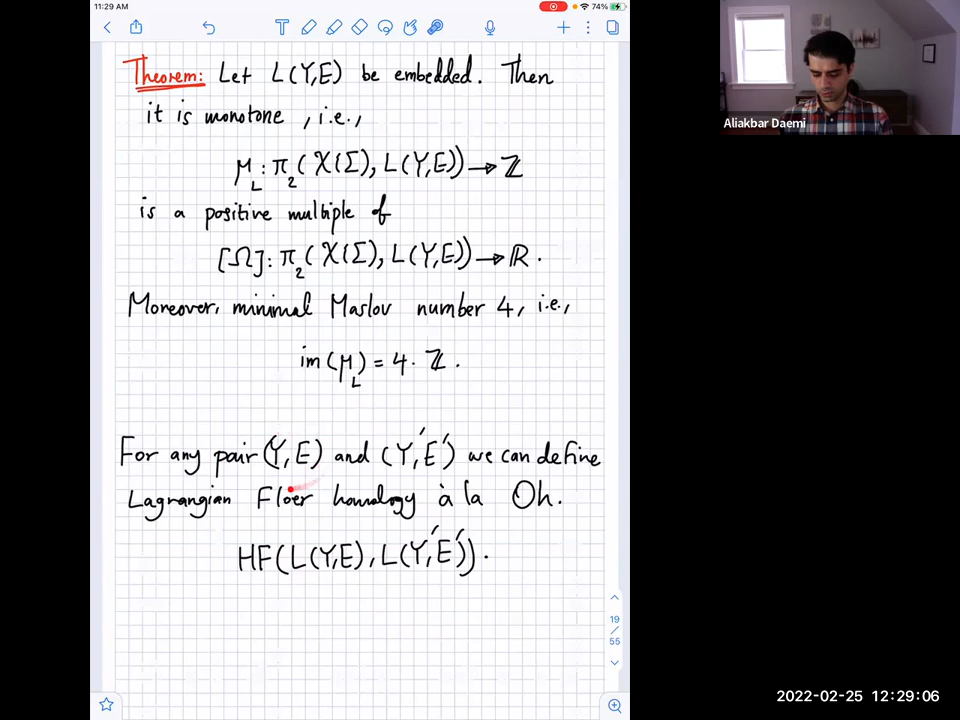 11:29 AM
74%
Theorem: Let L(Y,E) be embedded. Then
it is monotone, i.e.,
μ_L : π_2(X(Σ), L(Y,E)) → ℤ
is a positive multiple of
[Ω]: π_2(X(Σ), L(Y,E)) → ℝ.
Moreover, minimal Maslov number 4, i.e.,
im(μ_L) = 4·ℤ.
For any pair (Y,E) and (Y',E') we can define
Lagrangian Floer homology à la Oh.
HF(L(Y,E), L(Y',E')).
19
/
55
Aliakbar Daemi
2022-02-25 12:29:06